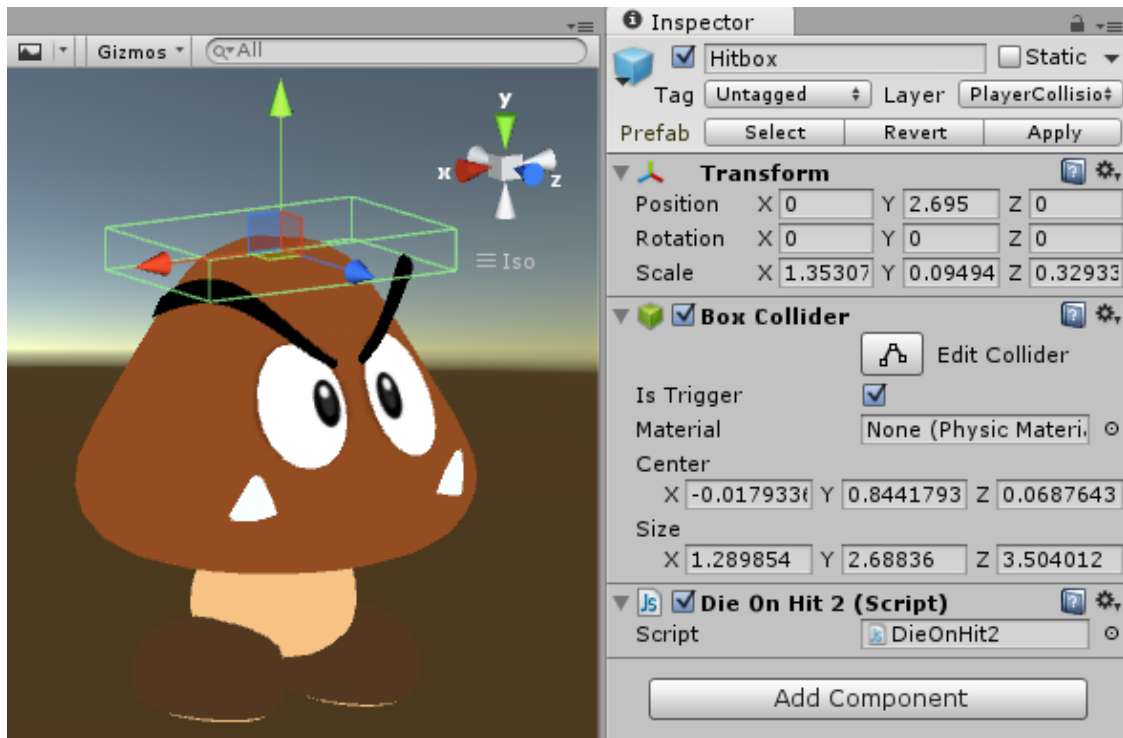 Inspector
Gizmos All
Hitbox Static
Tag Untagged Layer PlayerCollisio
Prefab Select Revert Apply
y
x
z
Iso
Transform
Position X 0 Y 2.695 Z 0
Rotation X 0 Y 0 Z 0
Scale X 1.35307 Y 0.09494 Z 0.32933
Box Collider
Edit Collider
Is Trigger
Material None (Physic Materi
Center
X -0.0179336 Y 0.8441793 Z 0.0687643
Size
X 1.289854 Y 2.68836 Z 3.504012
Js Die On Hit 2 (Script)
Script DieOnHit2
Add Component